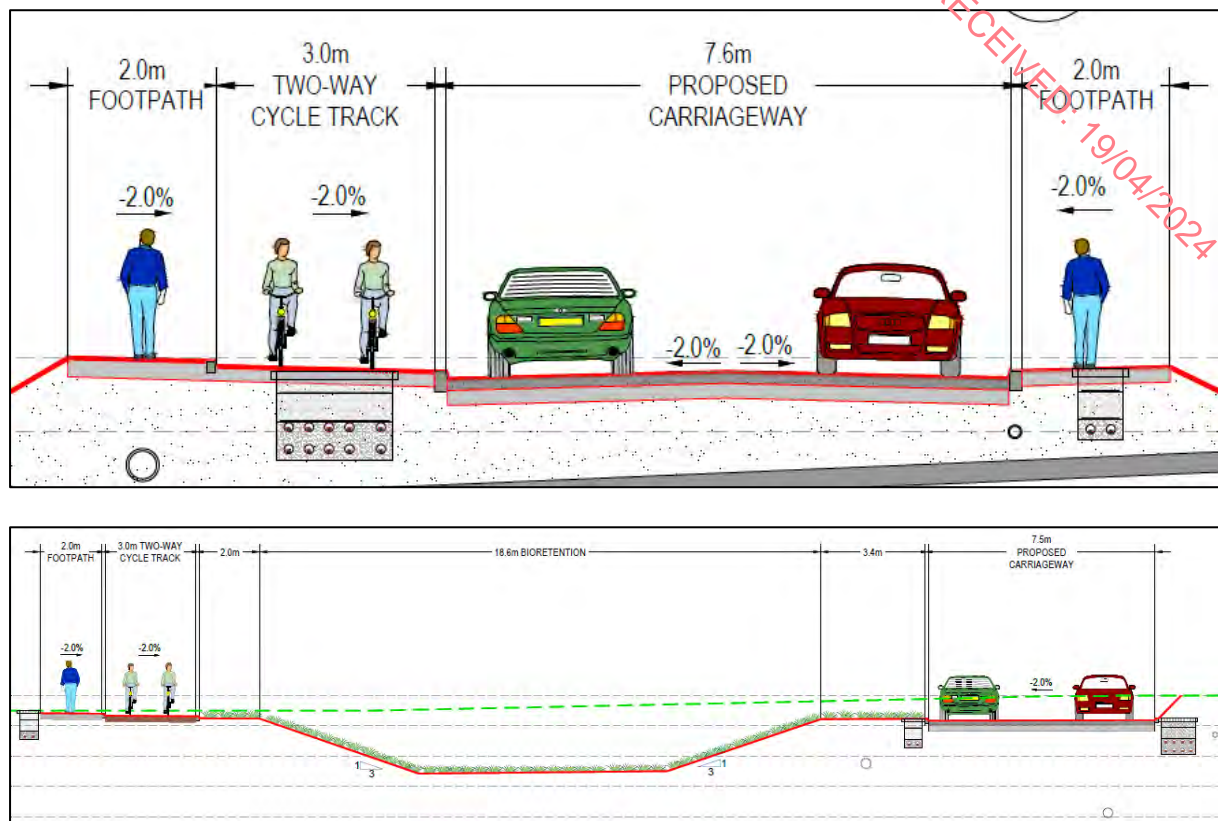 RECEIVED: 19/04/2024
2.0m
FOOTPATH
3.0m
TWO-WAY
CYCLE TRACK
7.6m
PROPOSED
CARRIAGEWAY
2.0m
FOOTPATH
-2.0%
-2.0%
-2.0%
-2.0%
-2.0%
2.0m
FOOTPATH
3.0m TWO-WAY
CYCLE TRACK
2.0m
18.6m BIORETENTION
3.4m
7.5m
PROPOSED
CARRIAGEWAY
-2.0%
-2.0%
-2.0%
1
3
1
3